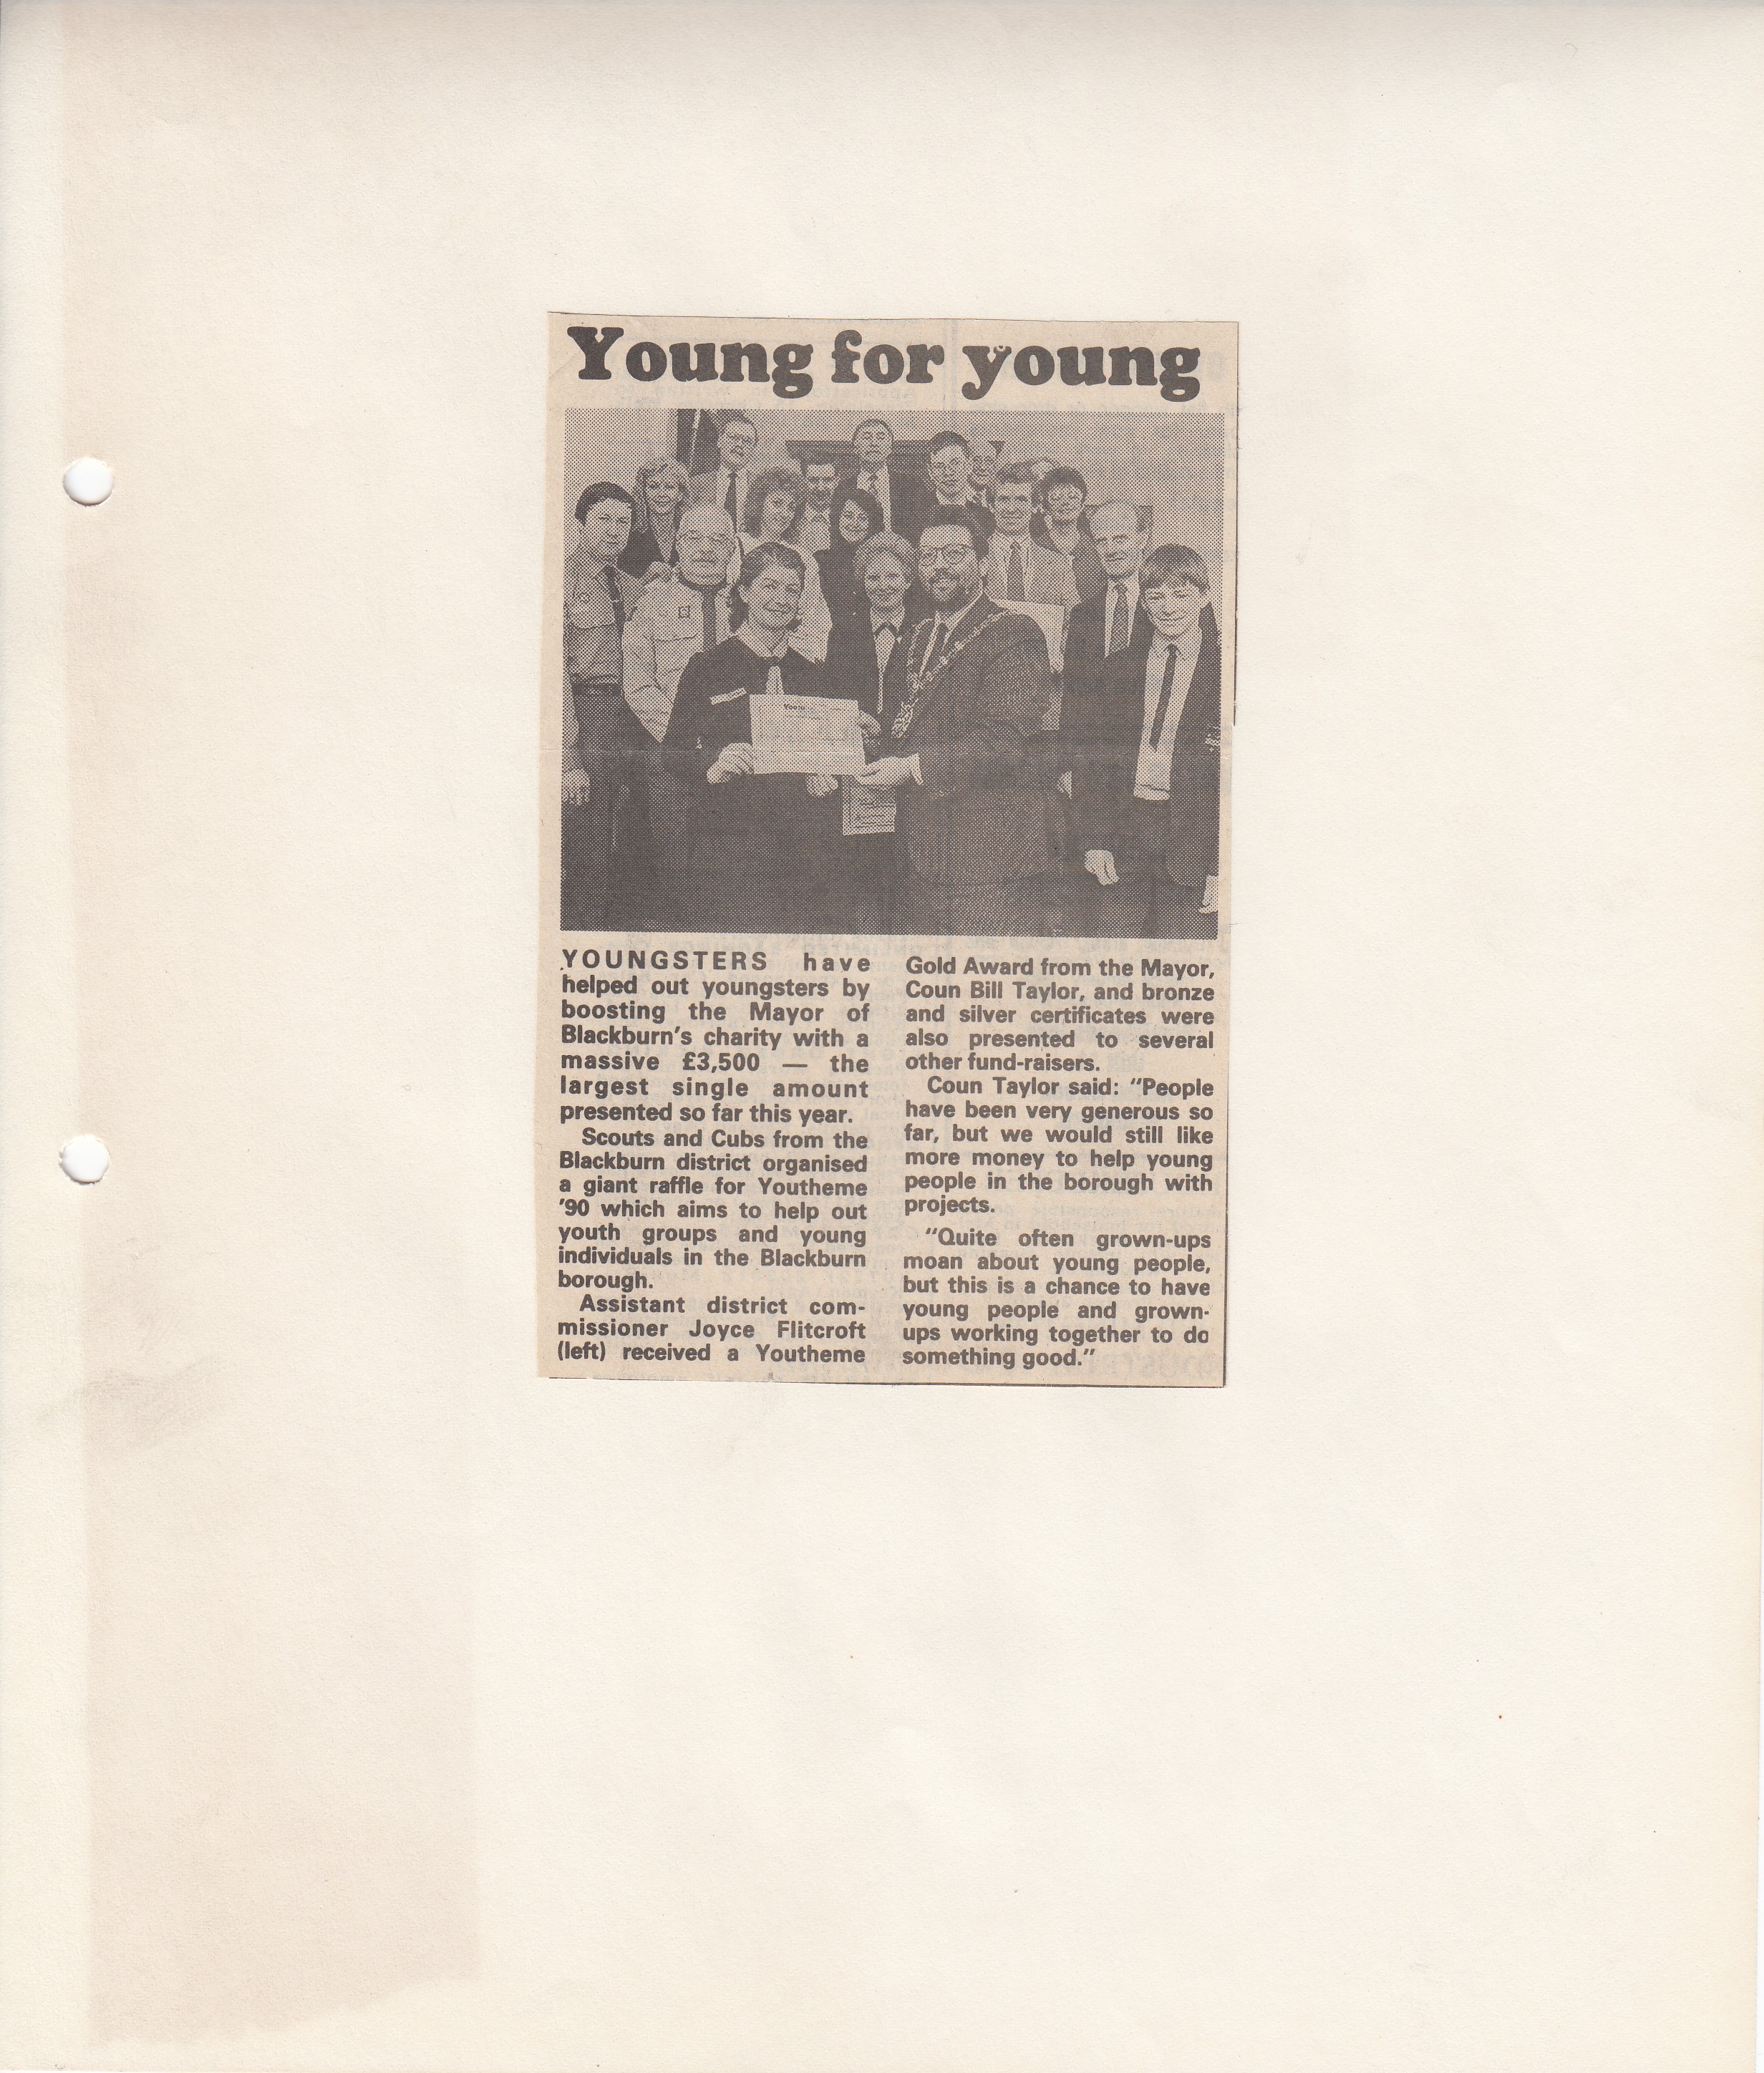 Young for young
YOUNGSTERS have
helped out youngsters by
boosting the Mayor of
Blackburn's charity with a
massive £3,500 — the
largest single amount
presented so far this year.
Scouts and Cubs from the
Blackburn district organised
a giant raffle for Youtheme
'90 which aims to help out
youth groups and young
individuals in the Blackburn
borough.
Assistant district com-
missioner Joyce Flitcroft
(left) received a Youtheme
Gold Award from the Mayor,
Coun Bill Taylor, and bronze
and silver certificates were
also presented to several
other fund-raisers.
Coun Taylor said: "People
have been very generous so
far, but we would still like
more money to help young
people in the borough with
projects.
"Quite often grown-ups
moan about young people,
but this is a chance to have
young people and grown-
ups working together to do
something good."